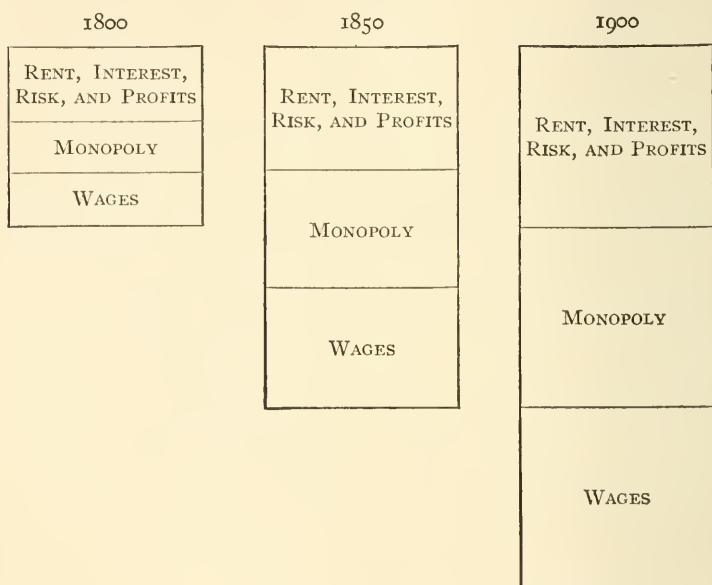 1800
Rent, Interest,
Risk, and Profits
Monopoly
Wages
1850
Rent, Interest,
Risk, and Profits
Monopoly
Wages
1900
Rent, Interest,
Risk, and Profits
Monopoly
Wages